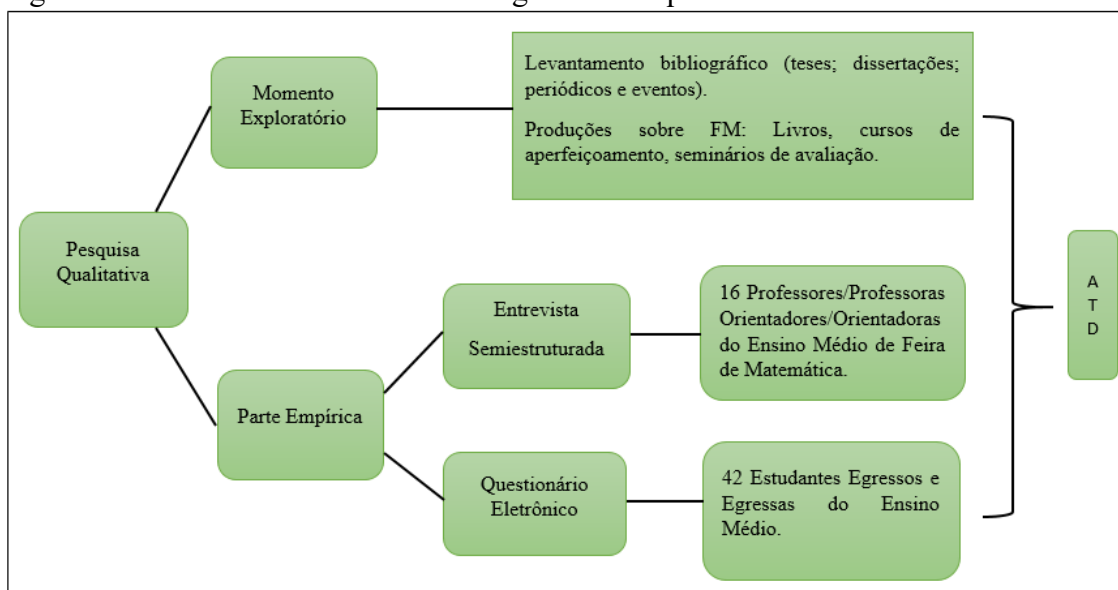 Momento
Exploratório
Levantamento bibliográfico (teses; dissertações;
periódicos e eventos).
Produções sobre FM: Livros, cursos de
aperfeiçoamento, seminários de avaliação.
Pesquisa
Qualitativa
Entrevista
Semiestruturada
16 Professores/Professoras
Orientadores/Orientadoras
do Ensino Médio de Feira
de Matemática.
Parte Empírica
Questionário
Eletrônico
42 Estudantes Egressos e
Egressas do Ensino
Médio.
A
T
D